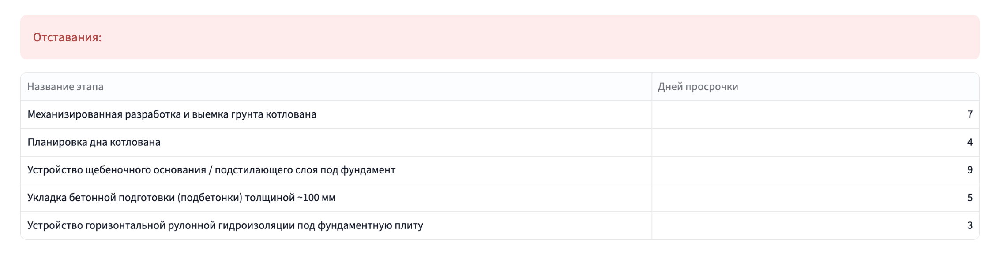 Отставания:
Название этапа Дней просрочки
Механизированная разработка и выемка грунта котлована 7
Планировка дна котлована 4
Устройство щебеночного основания / подстилающего слоя под фундамент 9
Укладка бетонной подготовки (подбетонки) толщиной ~100 мм 5
Устройство горизонтальной рулонной гидроизоляции под фундаментную плиту 3